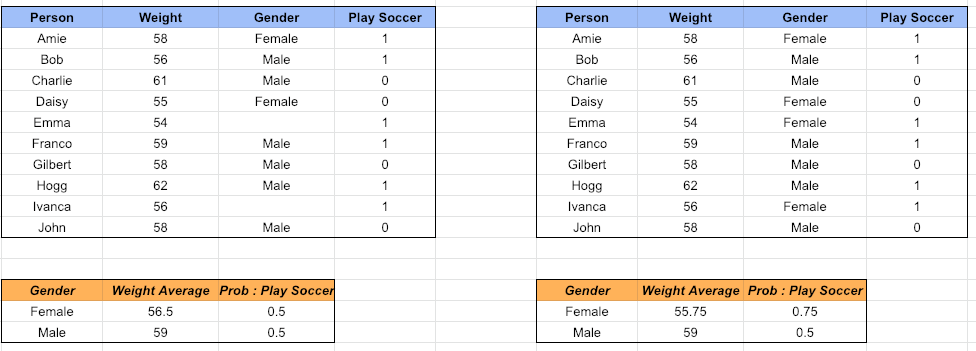 Person Weight Gender Play Soccer Person Weight Gender Play Soccer
Amie 58 Female 1 Amie 58 Female 1
Bob 56 Male 1 Bob 56 Male 1
Charlie 61 Male 0 Charlie 61 Male 0
Daisy 55 Female 0 Daisy 55 Female 0
Emma 54 1 Emma 54 Female 1
Franco 59 Male 1 Franco 59 Male 1
Gilbert 58 Male 0 Gilbert 58 Male 0
Hogg 62 Male 1 Hogg 62 Male 1
Ivanca 56 1 Ivanca 56 Female 1
John 58 Male 0 John 58 Male 0
Gender Weight Average Prob : Play Soccer Gender Weight Average Prob : Play Soccer
Female 56.5 0.5 Female 55.75 0.75
Male 59 0.5 Male 59 0.5